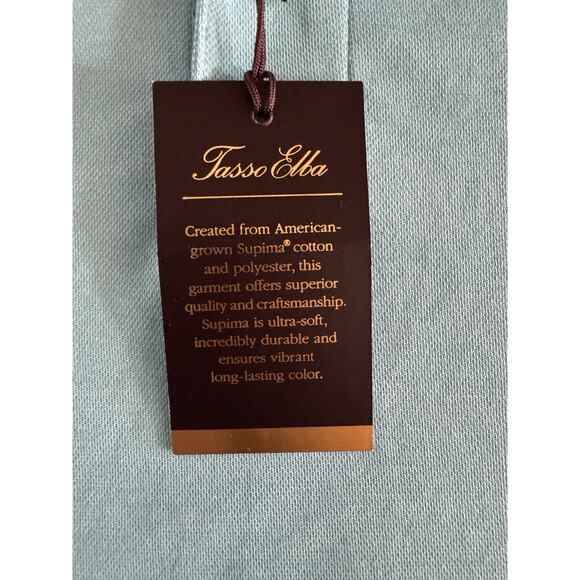 Tasso Elba
Created from American-
grown Supima® cotton
and polyester, this
garment offers superior
quality and craftsmanship.
Supima is ultra-soft,
incredibly durable and
ensures vibrant
long-lasting color.